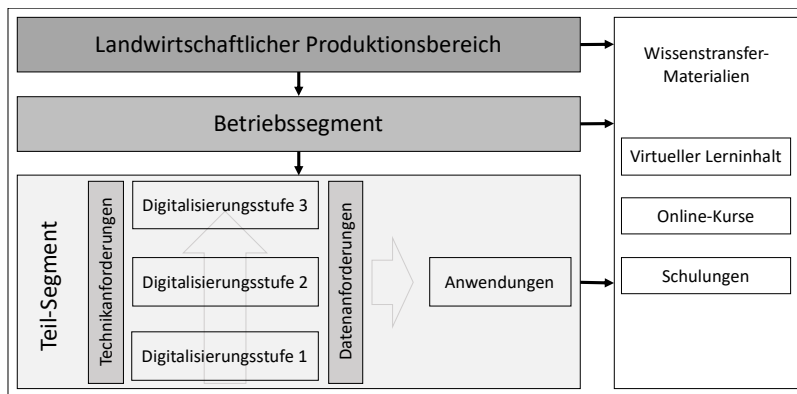 Landwirtschaftlicher Produktionsbereich
Betriebssegment
Teil-Segment
Technikanforderungen
Digitalisierungsstufe 3
Digitalisierungsstufe 2
Digitalisierungsstufe 1
Datenanforderungen
Anwendungen
Wissenstransfer-
Materialien
Virtueller Lerninhalt
Online-Kurse
Schulungen